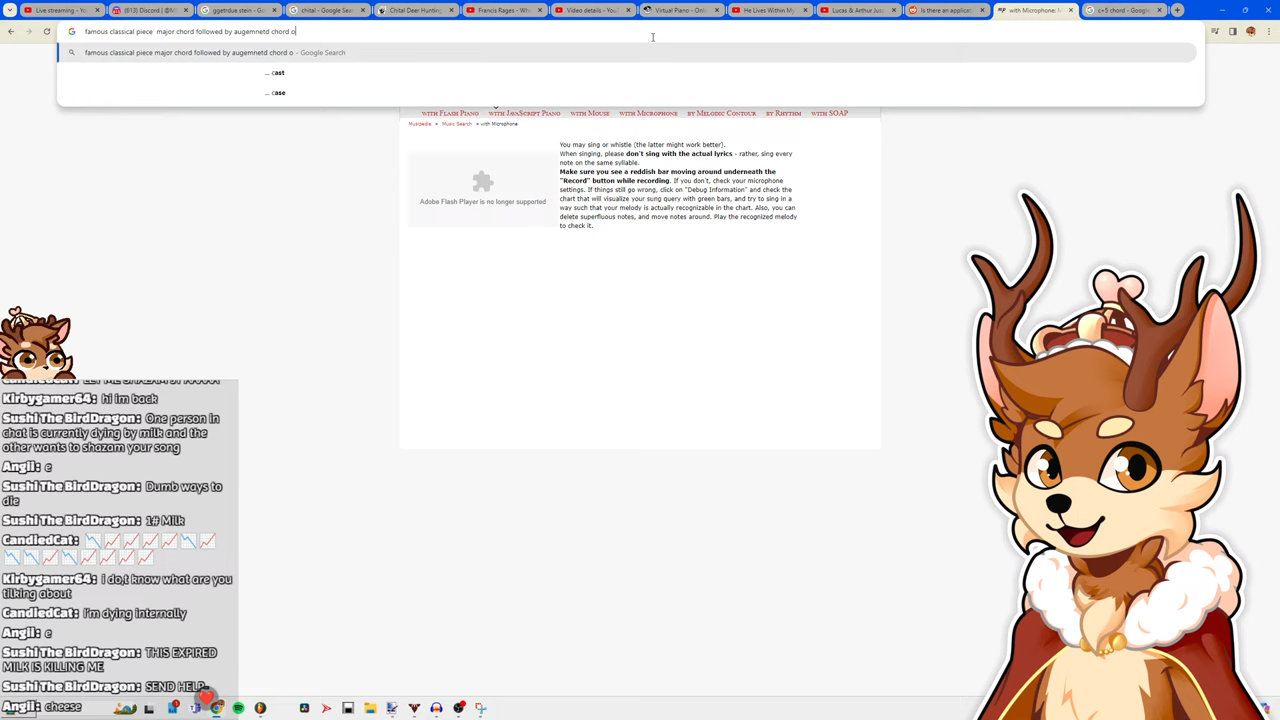 Live streaming - Yo
(613) Discord | @M
ggetrdue stein - Go
chital - Google Sea
Chital Deer Hunting
Francis Rages - Wh
Video details - You
Virtual Piano - Onl
He Lives Within My
Lucas & Arthur Jus
Is there an applicat
with Microphone: M
c+5 chord - Google
famous classical piece  major chord followed by augemnetd chord o
famous classical piece major chord followed by augemnetd chord o - Google Search
... cast
... case
with Flash Piano with JavaScript Piano with Mouse with Microphone by Melodic Contour by Rhythm with SOAP
Musipedia » Music Search » with Microphone
You may sing or whistle (the latter might work better).
When singing, please don't sing with the actual lyrics - rather, sing every
note on the same syllable.
Make sure you see a reddish bar moving around underneath the
"Record" button while recording. If you don't, check your microphone
settings. If things still go wrong, click on "Debug Information" and check the
chart that will visualize your sung query with green bars, and try to sing in a
way such that your melody is actually recognizable in the chart. Also, you can
delete superfluous notes, and move notes around. Play the recognized melody
to check it.
Adobe Flash Player is no longer supported
Kirbygamer64: hi im back
Sushi The BirdDragon: One person in
chat is currently dying by milk and the
other wants to shazam your song
Angli: e
Sushi The BirdDragon: Dumb ways to
die
Sushi The BirdDragon: 1# Milk
CandiedCat:
Kirbygamer64: i do,t know what are you
tilking about
CandiedCat: I'm dying internally
Angli: e
Sushi The BirdDragon: THIS EXPIRED
MILK IS KILLING ME
Sushi The BirdDragon: SEND HELP
Angli: cheese